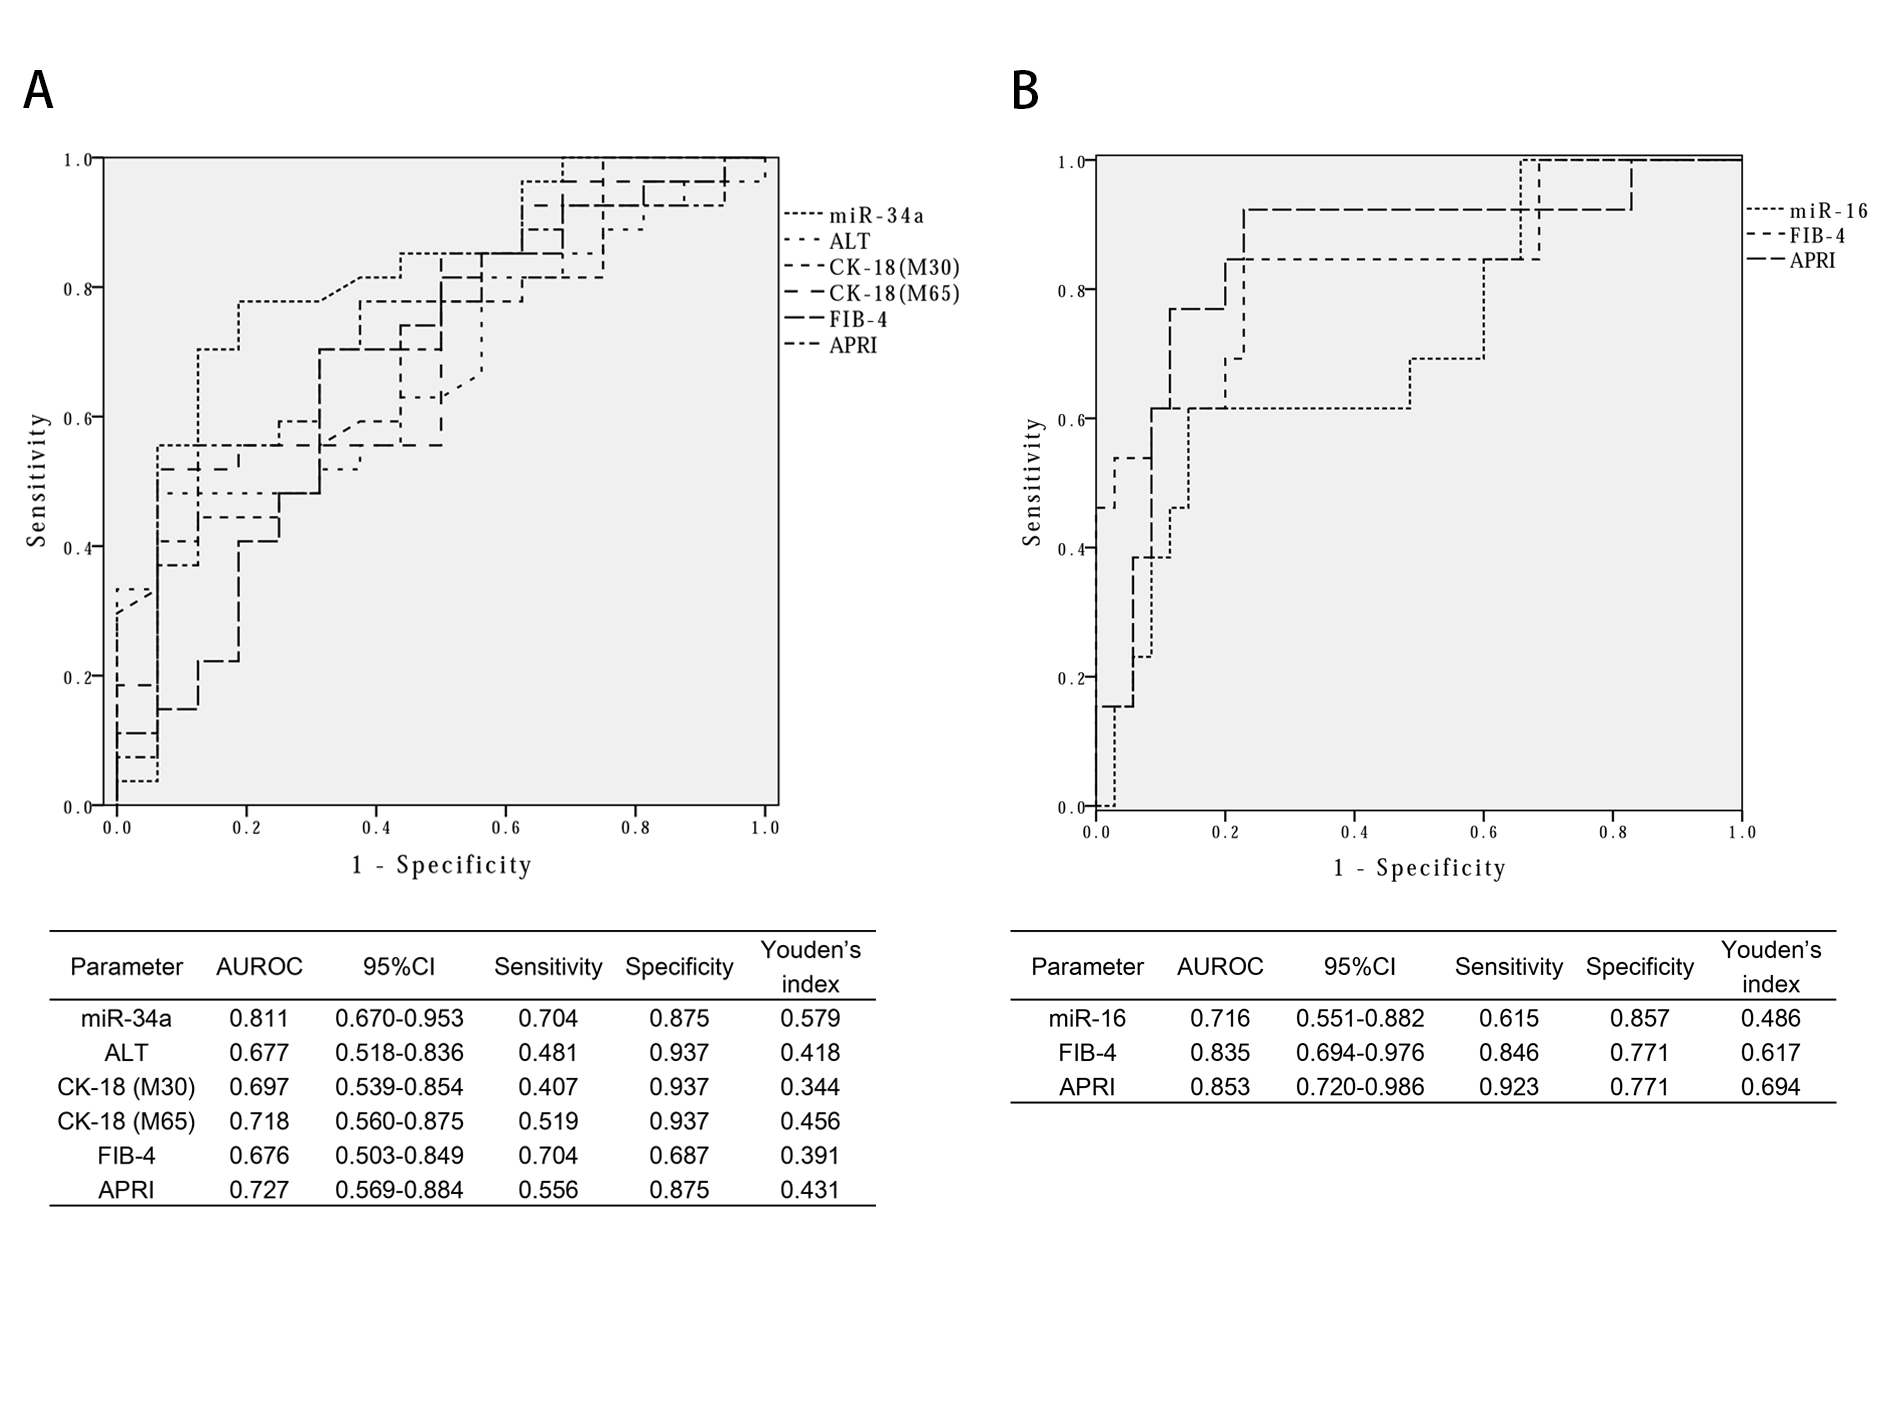 A
1.0
0.8
0.6
0.4
0.2
0.0
Sensitivity
0.0 0.2 0.4 0.6 0.8 1.0
1 - Specificity
miR-34a
ALT
CK-18(M30)
CK-18(M65)
FIB-4
APRI
Parameter AUROC 95%CI Sensitivity Specificity Youden’s index
miR-34a 0.811 0.670-0.953 0.704 0.875 0.579
ALT 0.677 0.518-0.836 0.481 0.937 0.418
CK-18 (M30) 0.697 0.539-0.854 0.407 0.937 0.344
CK-18 (M65) 0.718 0.560-0.875 0.519 0.937 0.456
FIB-4 0.676 0.503-0.849 0.704 0.687 0.391
APRI 0.727 0.569-0.884 0.556 0.875 0.431
B
1.0
0.8
0.6
0.4
0.2
0.0
Sensitivity
0.0 0.2 0.4 0.6 0.8 1.0
1 - Specificity
miR-16
FIB-4
APRI
Parameter AUROC 95%CI Sensitivity Specificity Youden’s index
miR-16 0.716 0.551-0.882 0.615 0.857 0.486
FIB-4 0.835 0.694-0.976 0.846 0.771 0.617
APRI 0.853 0.720-0.986 0.923 0.771 0.694